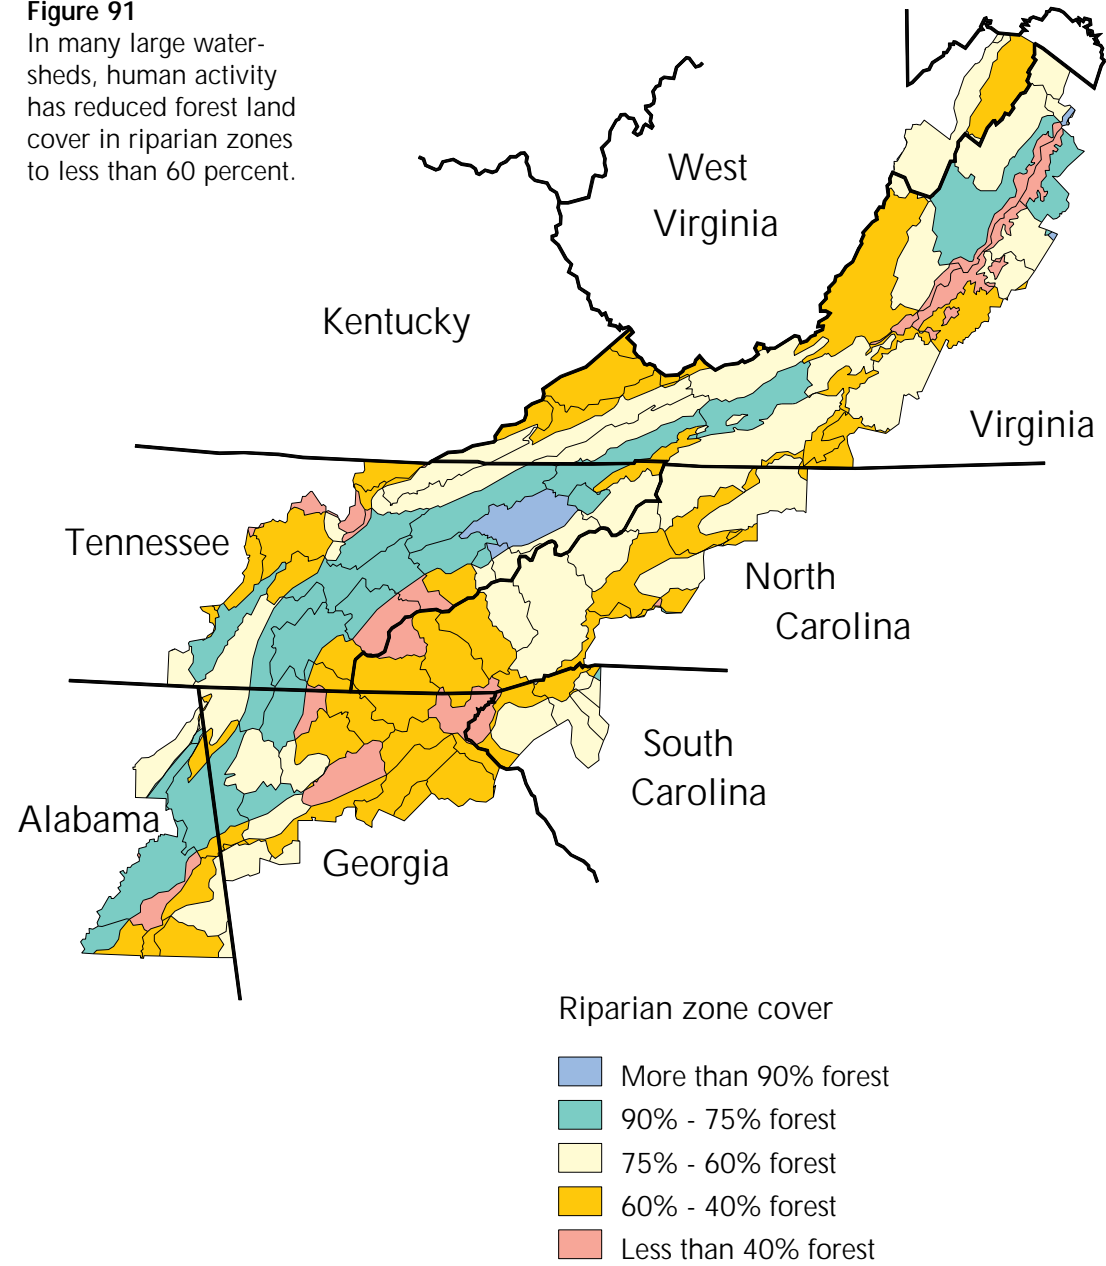 Figure 91
In many large water-
sheds, human activity
has reduced forest land
cover in riparian zones
to less than 60 percent.
West
Virginia
Kentucky
Virginia
Tennessee
North
Carolina
South
Carolina
Alabama
Georgia
Riparian zone cover
More than 90% forest
90% - 75% forest
75% - 60% forest
60% - 40% forest
Less than 40% forest